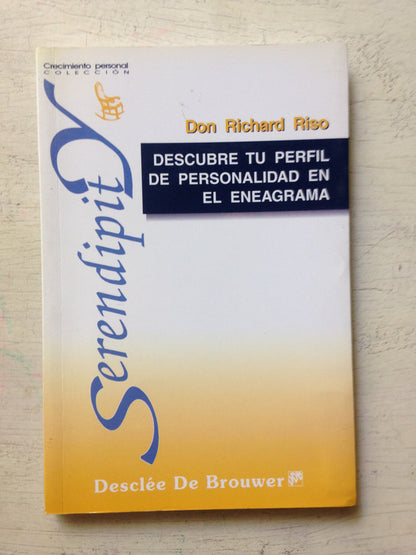 Crecimiento personal
COLECCIÓN
Serendipity
Don Richard Riso
DESCUBRE TU PERFIL
DE PERSONALIDAD EN
EL ENEAGRAMA
Desclée De Brouwer